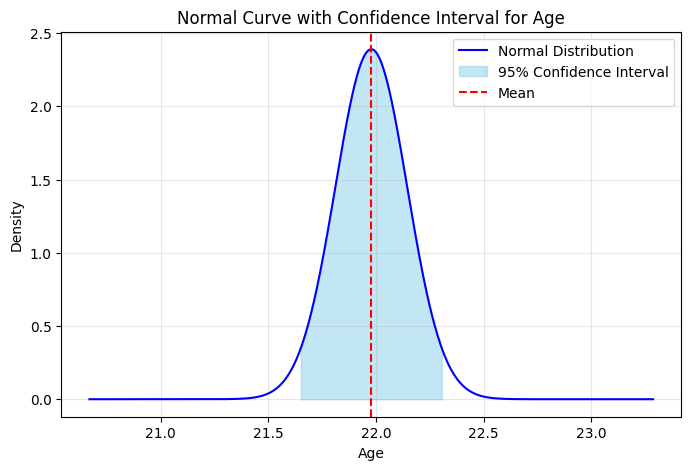 Normal Curve with Confidence Interval for Age
Normal Distribution
95% Confidence Interval
Mean
Density
2.5
2.0
1.5
1.0
0.5
0.0
21.0 21.5 22.0 22.5 23.0
Age